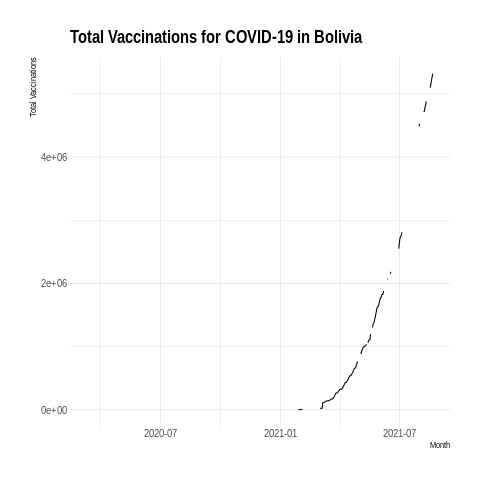 Total Vaccinations for COVID-19 in Bolivia
Total Vaccinations
4e+06
2e+06
0e+00
2020-07
2021-01
2021-07
Month